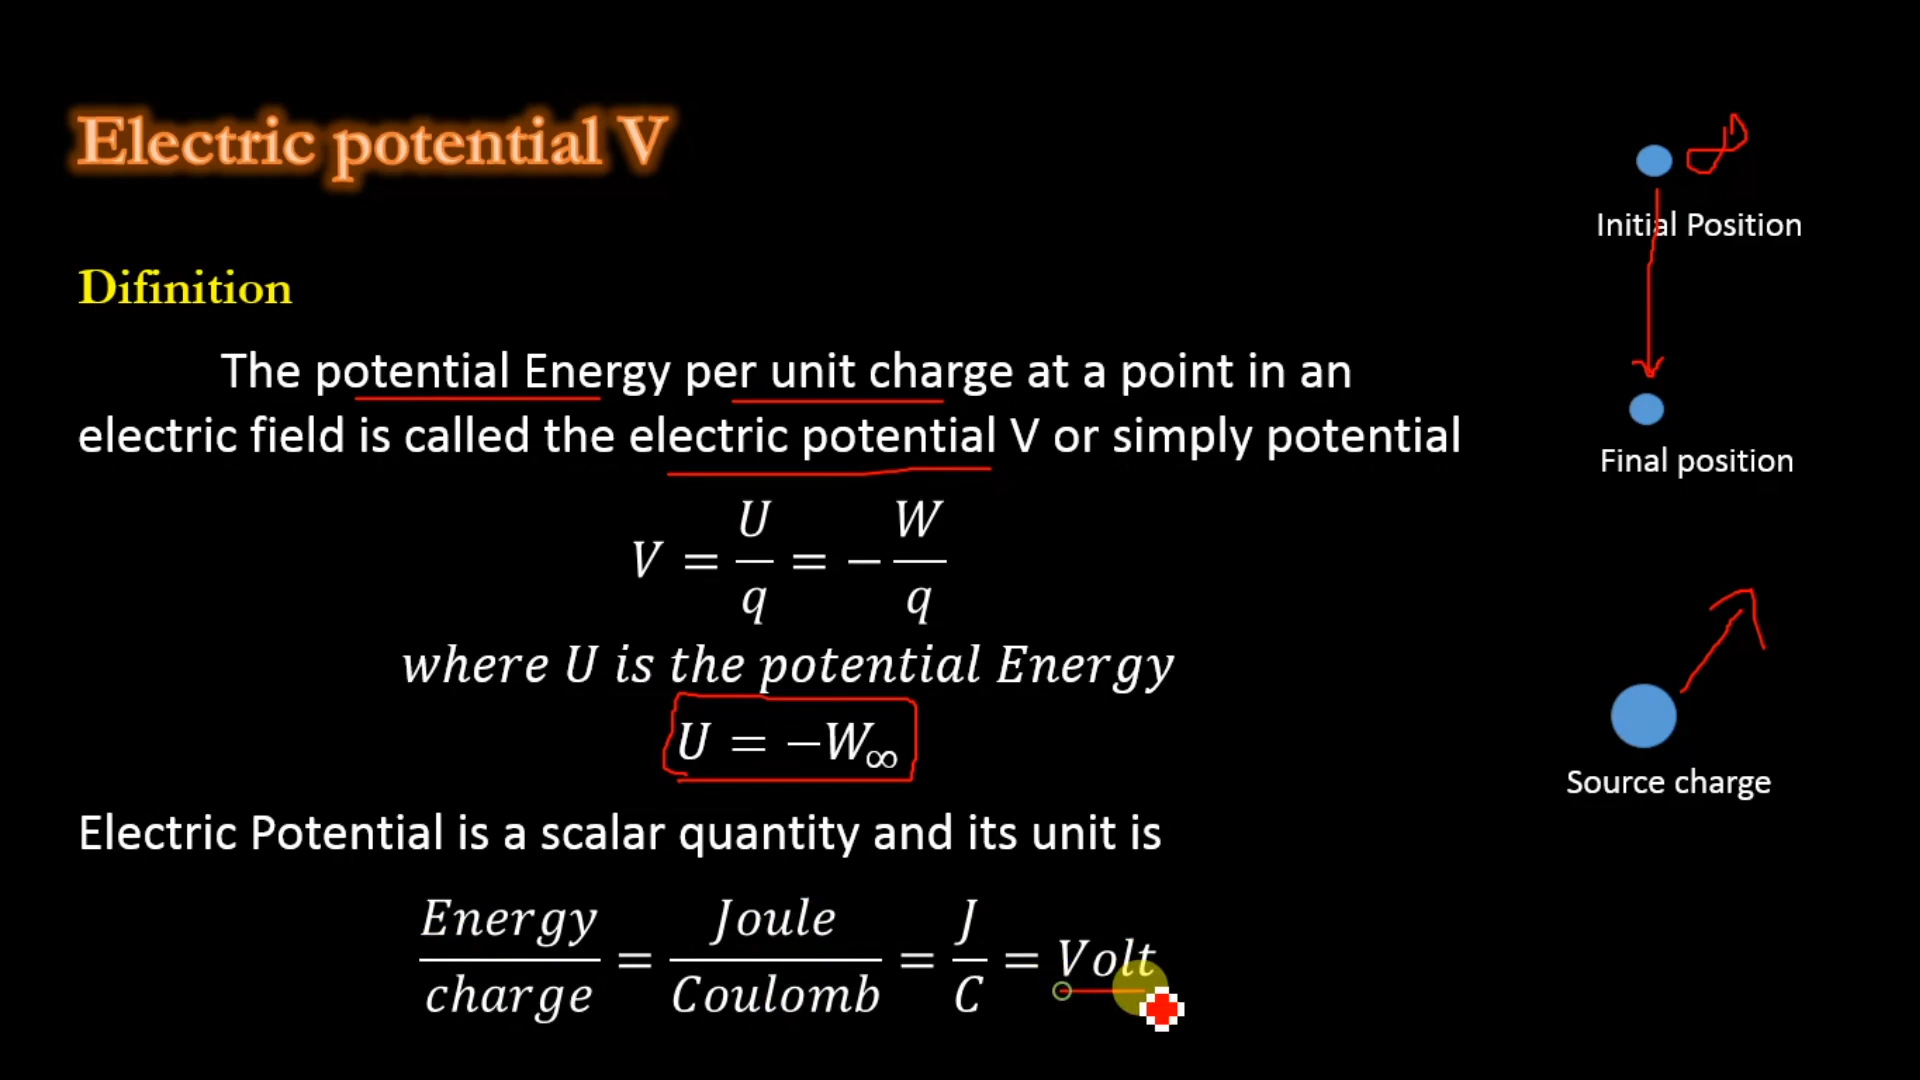 Electric potential V
Difinition
The potential Energy per unit charge at a point in an
electric field is called the electric potential V or simply potential
V = U/q = − W/q
where U is the potential Energy
U = −W∞
Electric Potential is a scalar quantity and its unit is
Energy/charge = Joule/Coulomb = J/C = Volt
Initial Position
Final position
Source charge